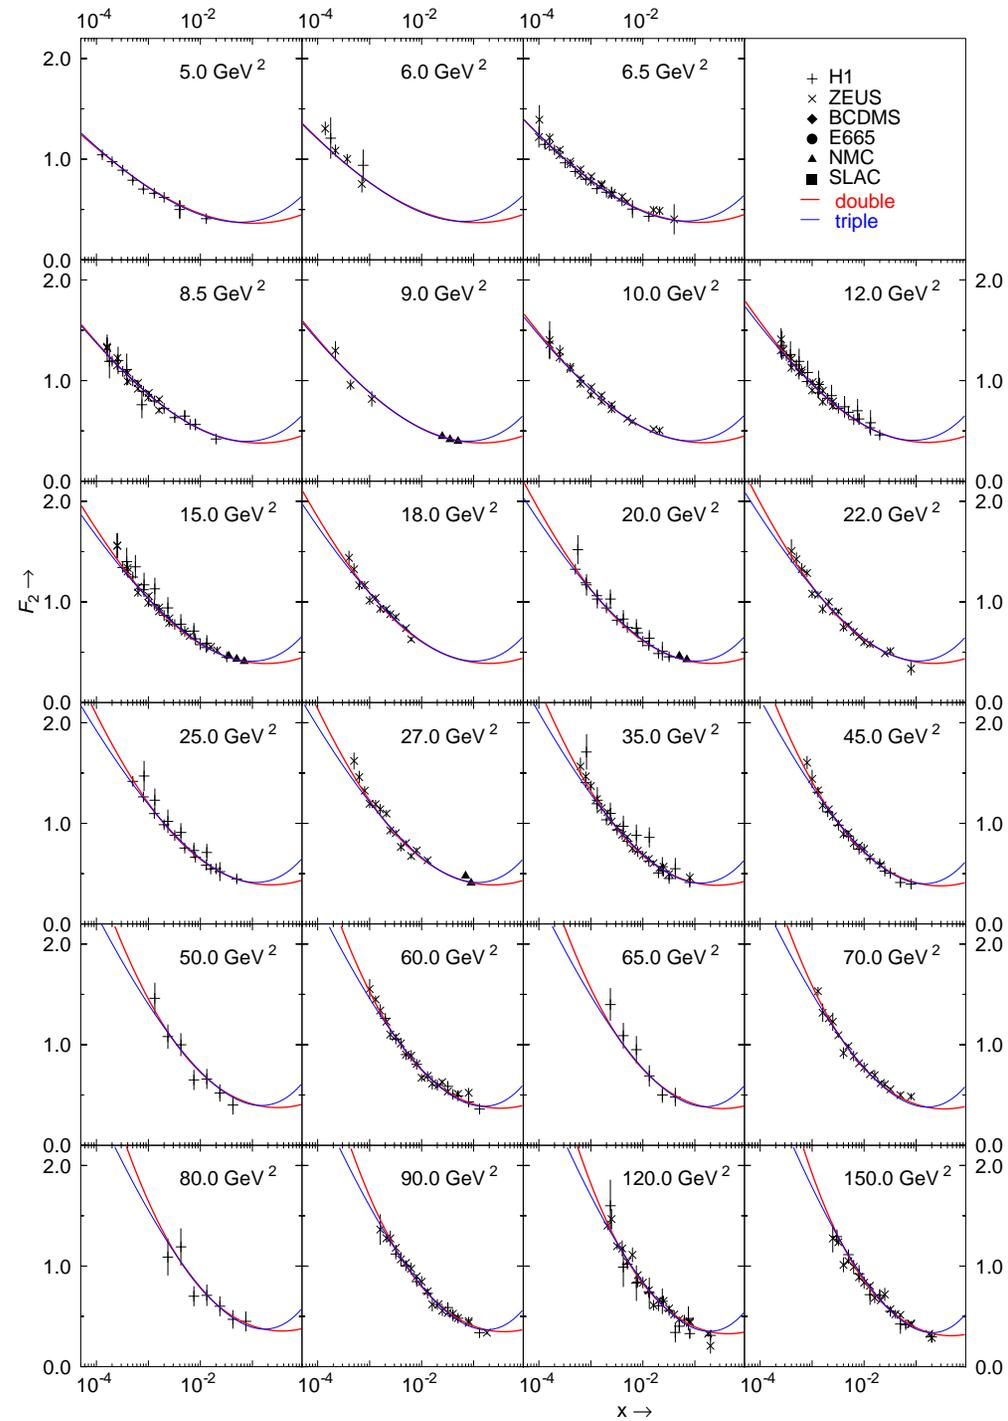 10⁻⁴ 10⁻² 10⁻⁴ 10⁻² 10⁻⁴ 10⁻²
2.0 5.0 GeV² 6.0 GeV² 6.5 GeV²
H1
ZEUS
BCDMS
E665
NMC
SLAC
double
triple
1.0
0.0
2.0 8.5 GeV² 9.0 GeV² 10.0 GeV² 12.0 GeV² 2.0
1.0 1.0
0.0 0.0
2.0 15.0 GeV² 18.0 GeV² 20.0 GeV² 22.0 GeV² 2.0
F₂ →
1.0 1.0
0.0 0.0
2.0 25.0 GeV² 27.0 GeV² 35.0 GeV² 45.0 GeV² 2.0
1.0 1.0
0.0 0.0
2.0 50.0 GeV² 60.0 GeV² 65.0 GeV² 70.0 GeV² 2.0
1.0 1.0
0.0 0.0
2.0 80.0 GeV² 90.0 GeV² 120.0 GeV² 150.0 GeV² 2.0
1.0 1.0
0.0 0.0
10⁻⁴ 10⁻² 10⁻⁴ 10⁻² 10⁻⁴ 10⁻² 10⁻⁴ 10⁻²
x →